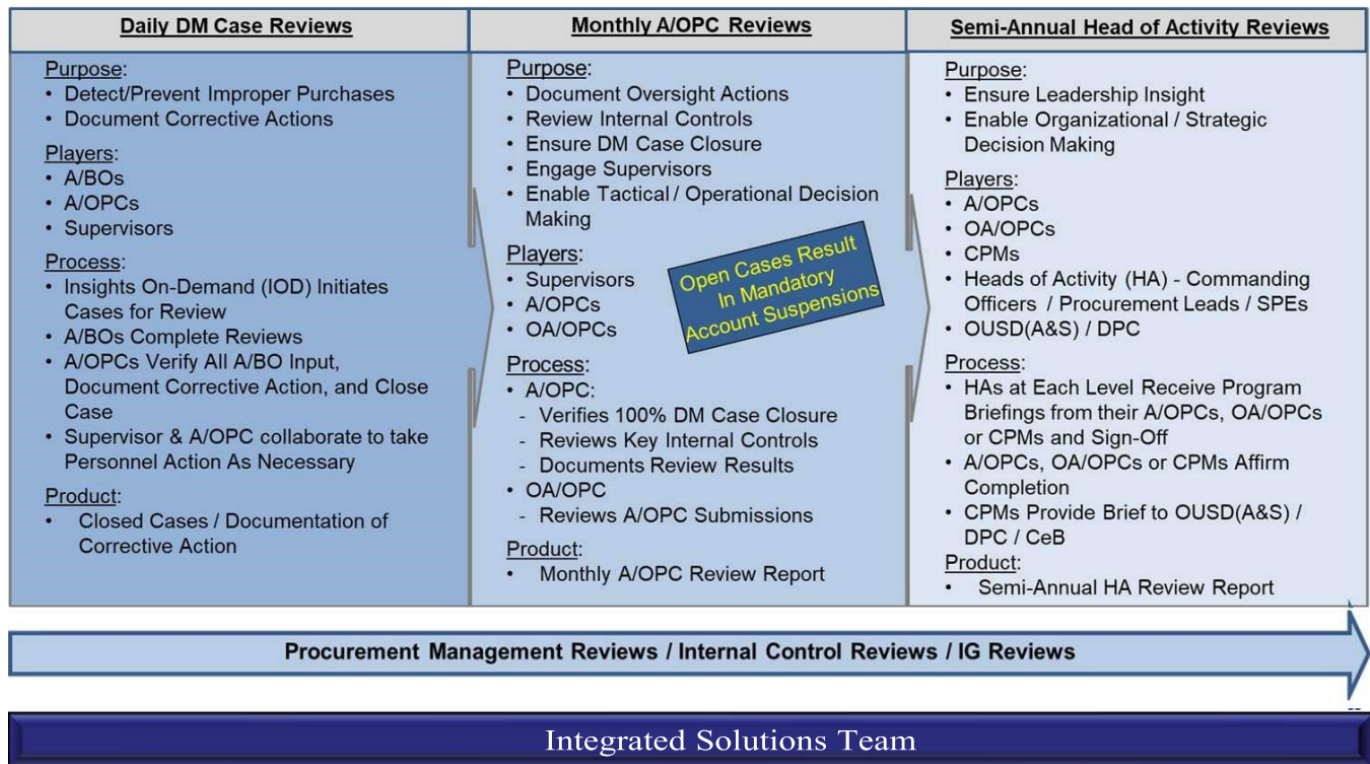 Daily DM Case Reviews
Purpose:
• Detect/Prevent Improper Purchases
• Document Corrective Actions
Players:
• A/BOs
• A/OPCs
• Supervisors
Process:
• Insights On-Demand (IOD) Initiates
Cases for Review
• A/BOs Complete Reviews
• A/OPCs Verify All A/BO Input,
Document Corrective Action, and Close
Case
• Supervisor & A/OPC collaborate to take
Personnel Action As Necessary
Product:
• Closed Cases / Documentation of
Corrective Action
Monthly A/OPC Reviews
Purpose:
• Document Oversight Actions
• Review Internal Controls
• Ensure DM Case Closure
• Engage Supervisors
• Enable Tactical / Operational Decision
Making
Players:
• Supervisors
• A/OPCs
• OA/OPCs
Open Cases Result
In Mandatory
Account Suspensions
Process:
• A/OPC:
- Verifies 100% DM Case Closure
- Reviews Key Internal Controls
- Documents Review Results
• OA/OPC
- Reviews A/OPC Submissions
Product:
• Monthly A/OPC Review Report
Semi-Annual Head of Activity Reviews
Purpose:
• Ensure Leadership Insight
• Enable Organizational / Strategic
Decision Making
Players:
• A/OPCs
• OA/OPCs
• CPMs
• Heads of Activity (HA) - Commanding
Officers / Procurement Leads / SPEs
• OUSD(A&S) / DPC
Process:
• HAs at Each Level Receive Program
Briefings from their A/OPCs, OA/OPCs
or CPMs and Sign-Off
• A/OPCs, OA/OPCs or CPMs Affirm
Completion
• CPMs Provide Brief to OUSD(A&S) /
DPC / CeB
Product:
• Semi-Annual HA Review Report
Procurement Management Reviews / Internal Control Reviews / IG Reviews
Integrated Solutions Team